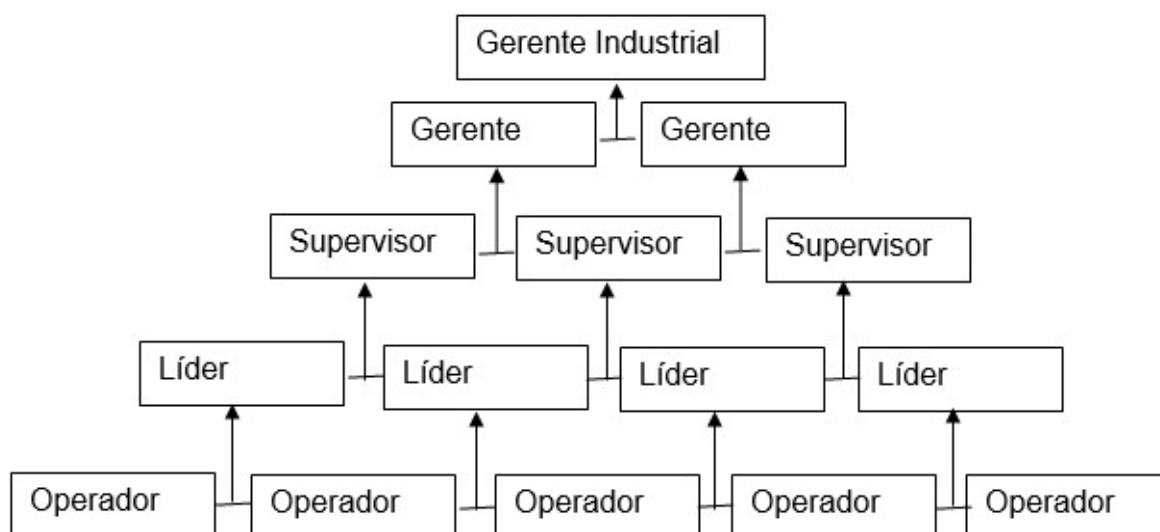 Gerente Industrial
Gerente
Gerente
Supervisor
Supervisor
Supervisor
Líder
Líder
Líder
Líder
Operador
Operador
Operador
Operador
Operador